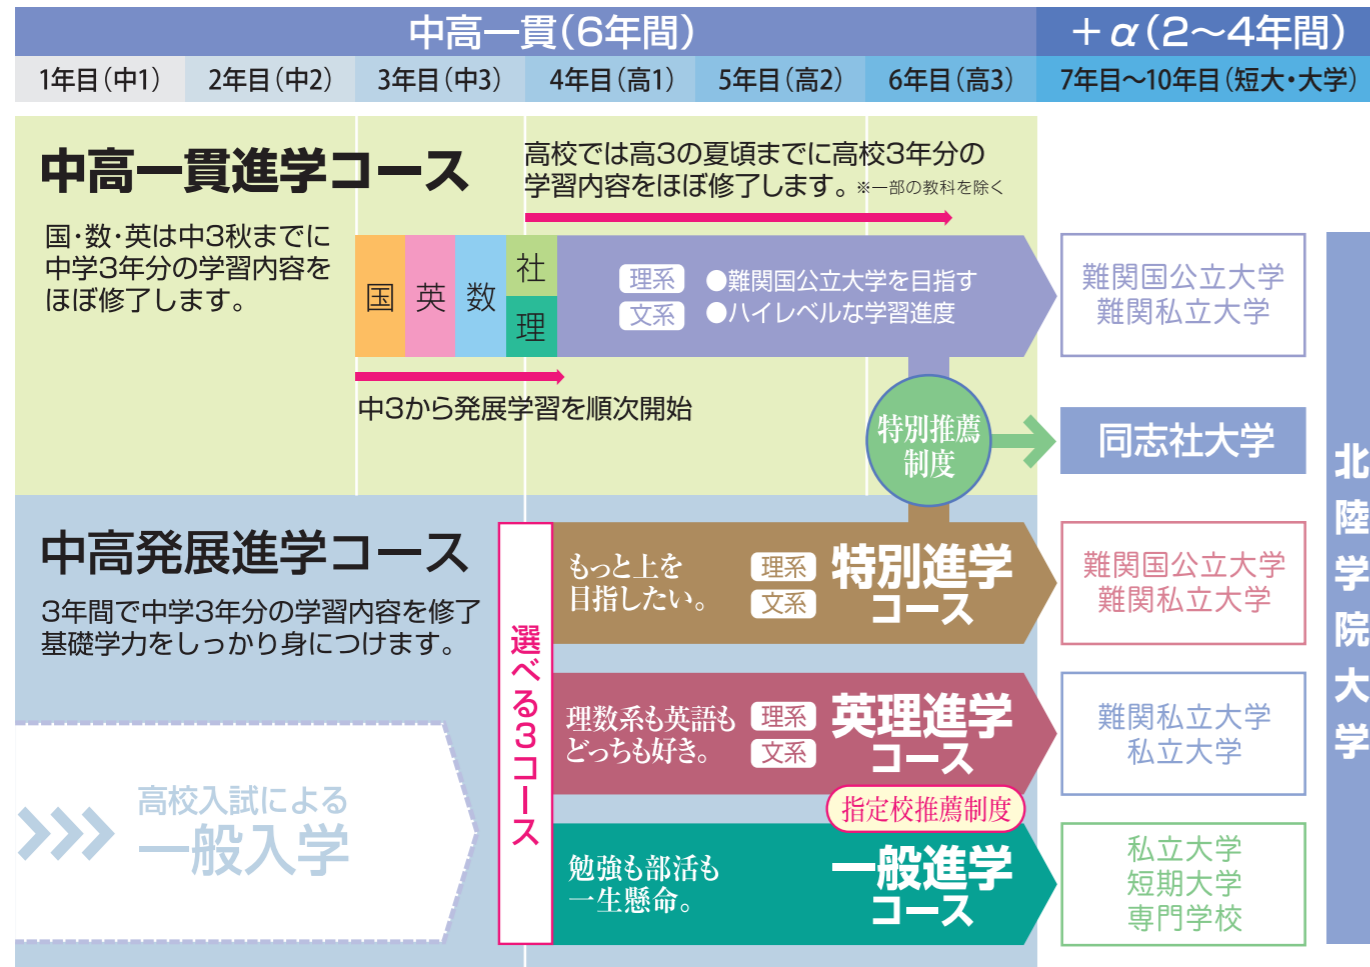 中高一貫(6年間)
+α(2〜4年間)
1年目(中1)
2年目(中2)
3年目(中3)
4年目(高1)
5年目(高2)
6年目(高3)
7年目〜10年目(短大・大学)
中高一貫進学コース
国・数・英は中3秋までに
中学3年分の学習内容を
ほぼ修了します。
高校では高3の夏頃までに高校3年分の
学習内容をほぼ修了します。※一部の教科を除く
国
英
数
社
理
理系
文系
●難関国公立大学を目指す
●ハイレベルな学習進度
中3から発展学習を順次開始
特別推薦
制度
難関国公立大学
難関私立大学
同志社大学
北陸学院大学
中高発展進学コース
3年間で中学3年分の学習内容を修了
基礎学力をしっかり身につけます。
高校入試による
一般入学
選べる3コース
もっと上を
目指したい。
理系
文系
特別進学
コース
難関国公立大学
難関私立大学
理数系も英語も
どっちも好き。
理系
文系
英理進学
コース
難関私立大学
私立大学
指定校推薦制度
勉強も部活も
一生懸命。
一般進学
コース
私立大学
短期大学
専門学校